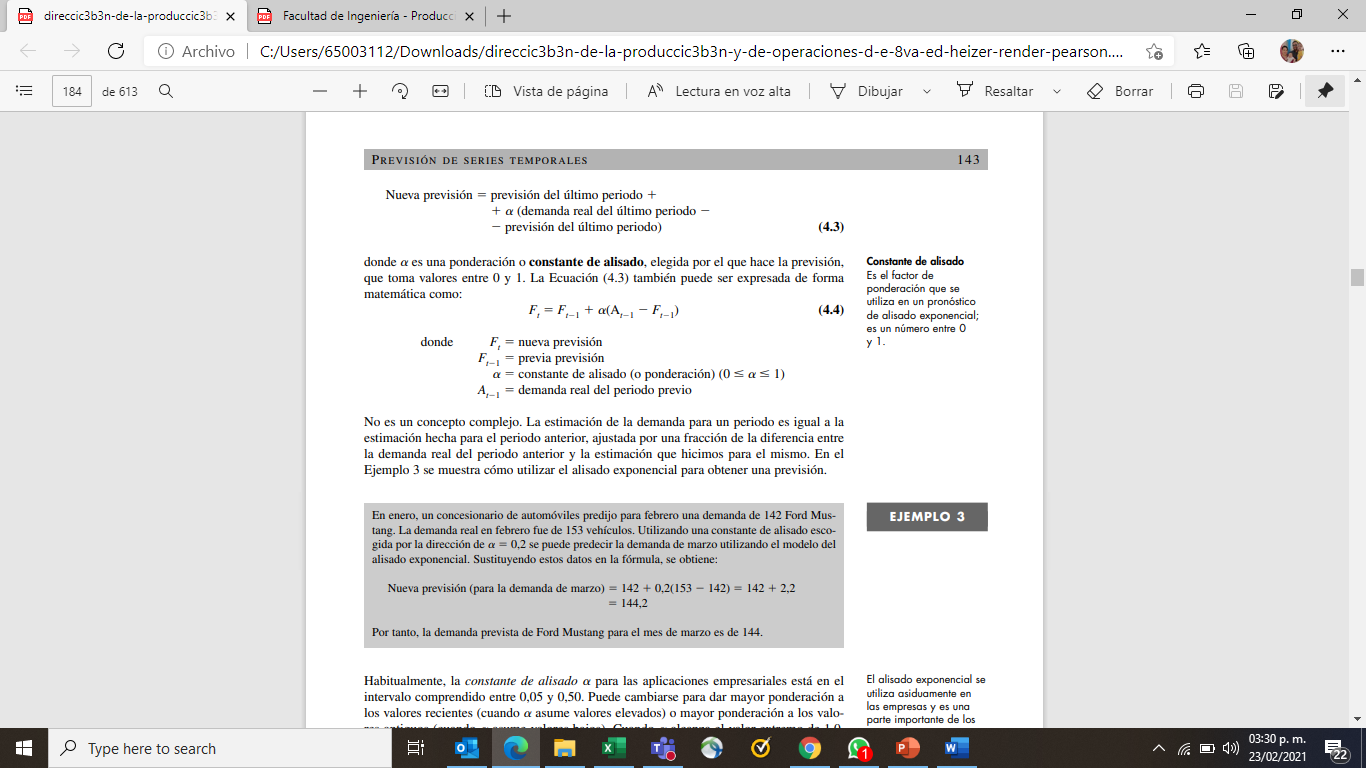 direccic3b3n-de-la-produccic3b3
Facultad de Ingeniería - Producc
Archivo
C:/Users/65003112/Downloads/direccic3b3n-de-la-produccic3b3n-y-de-operaciones-d-e-8va-ed-heizer-render-pearson....
184 de 613
Vista de página
Lectura en voz alta
Dibujar
Resaltar
Borrar
PREVISIÓN DE SERIES TEMPORALES 143
Nueva previsión = previsión del último periodo +
+ α (demanda real del último periodo −
− previsión del último periodo) (4.3)
donde α es una ponderación o constante de alisado, elegida por el que hace la previsión,
que toma valores entre 0 y 1. La Ecuación (4.3) también puede ser expresada de forma
matemática como:
Fₜ = Fₜ₋₁ + α(Aₜ₋₁ − Fₜ₋₁) (4.4)
donde Fₜ = nueva previsión
Fₜ₋₁ = previa previsión
α = constante de alisado (o ponderación) (0 ≤ α ≤ 1)
Aₜ₋₁ = demanda real del periodo previo
Constante de alisado
Es el factor de
ponderación que se
utiliza en un pronóstico
de alisado exponencial;
es un número entre 0
y 1.
No es un concepto complejo. La estimación de la demanda para un periodo es igual a la
estimación hecha para el periodo anterior, ajustada por una fracción de la diferencia entre
la demanda real del periodo anterior y la estimación que hicimos para el mismo. En el
Ejemplo 3 se muestra cómo utilizar el alisado exponencial para obtener una previsión.
EJEMPLO 3
En enero, un concesionario de automóviles predijo para febrero una demanda de 142 Ford Mus-
tang. La demanda real en febrero fue de 153 vehículos. Utilizando una constante de alisado esco-
gida por la dirección de α = 0,2 se puede predecir la demanda de marzo utilizando el modelo del
alisado exponencial. Sustituyendo estos datos en la fórmula, se obtiene:
Nueva previsión (para la demanda de marzo) = 142 + 0,2(153 − 142) = 142 + 2,2
= 144,2
Por tanto, la demanda prevista de Ford Mustang para el mes de marzo es de 144.
Habitualmente, la constante de alisado α para las aplicaciones empresariales está en el
intervalo comprendido entre 0,05 y 0,50. Puede cambiarse para dar mayor ponderación a
los valores recientes (cuando α asume valores elevados) o mayor ponderación a los valo-
El alisado exponencial se
utiliza asiduamente en
las empresas y es una
parte importante de los
Type here to search
1
03:30 p. m.
23/02/2021
22